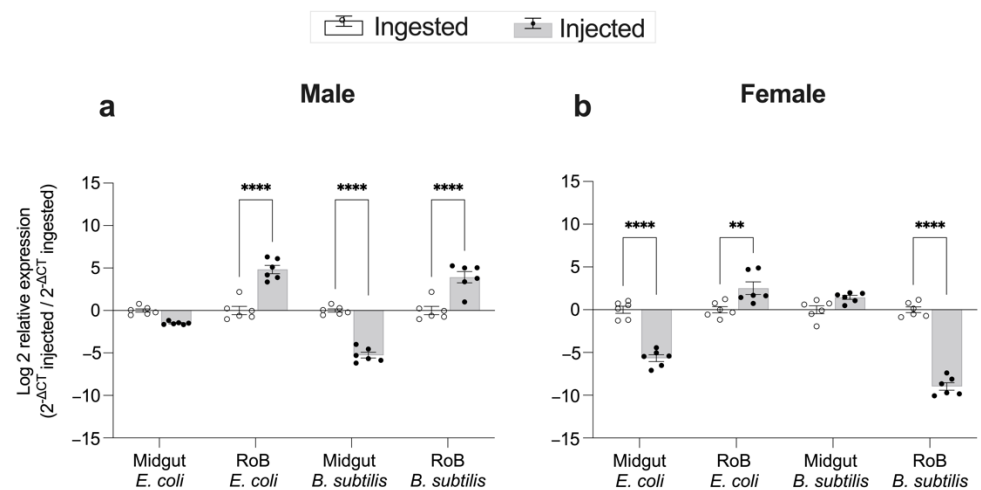 Ingested Injected
a Male
b Female
Log 2 relative expression
(2-ΔCT injected / 2-ΔCT ingested)
15
10
5
0
−5
−10
−15
**** **** ****
Midgut RoB Midgut RoB
E. coli E. coli B. subtilis B. subtilis
15
10
5
0
−5
−10
−15
**** ** ****
Midgut RoB Midgut RoB
E. coli E. coli B. subtilis B. subtilis